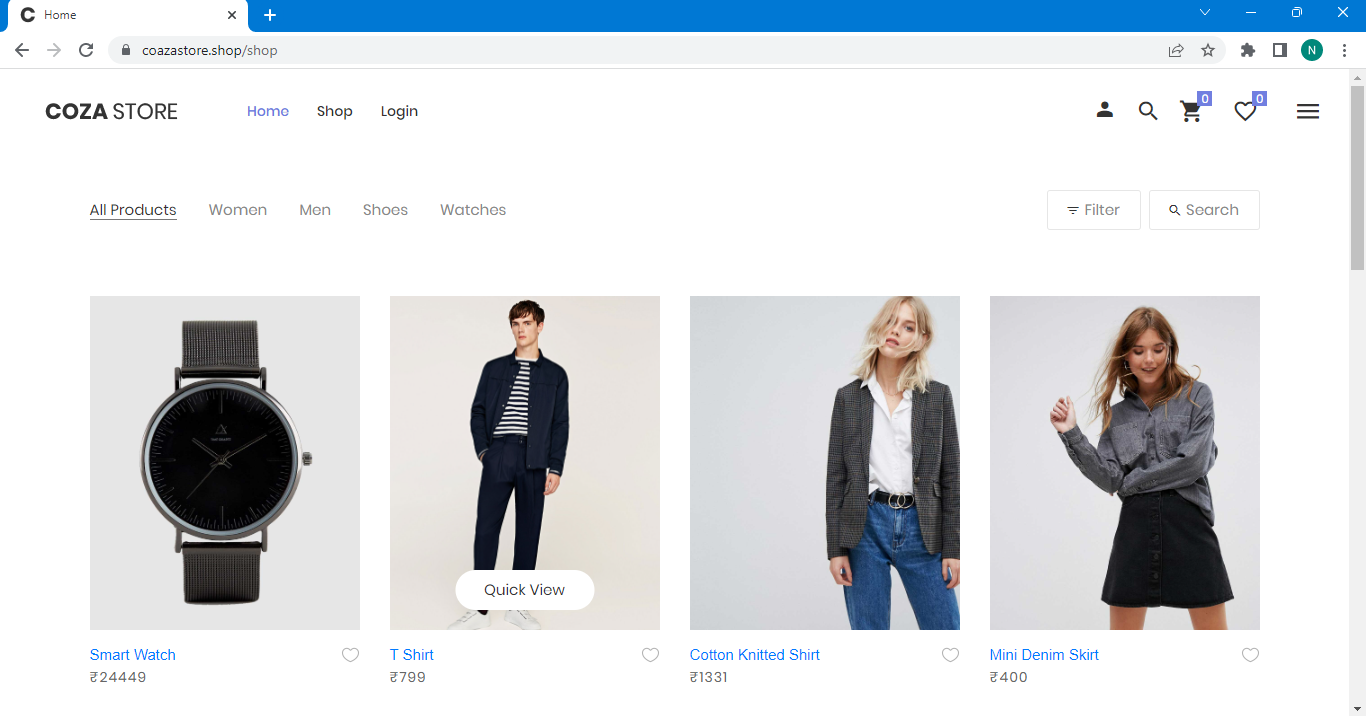 Home
coazastore.shop/shop
N
COZA STORE
Home Shop Login
0 0
All Products Women Men Shoes Watches
Filter Search
Quick View
Smart Watch
₹24449
T Shirt
₹799
Cotton Knitted Shirt
₹1331
Mini Denim Skirt
₹400